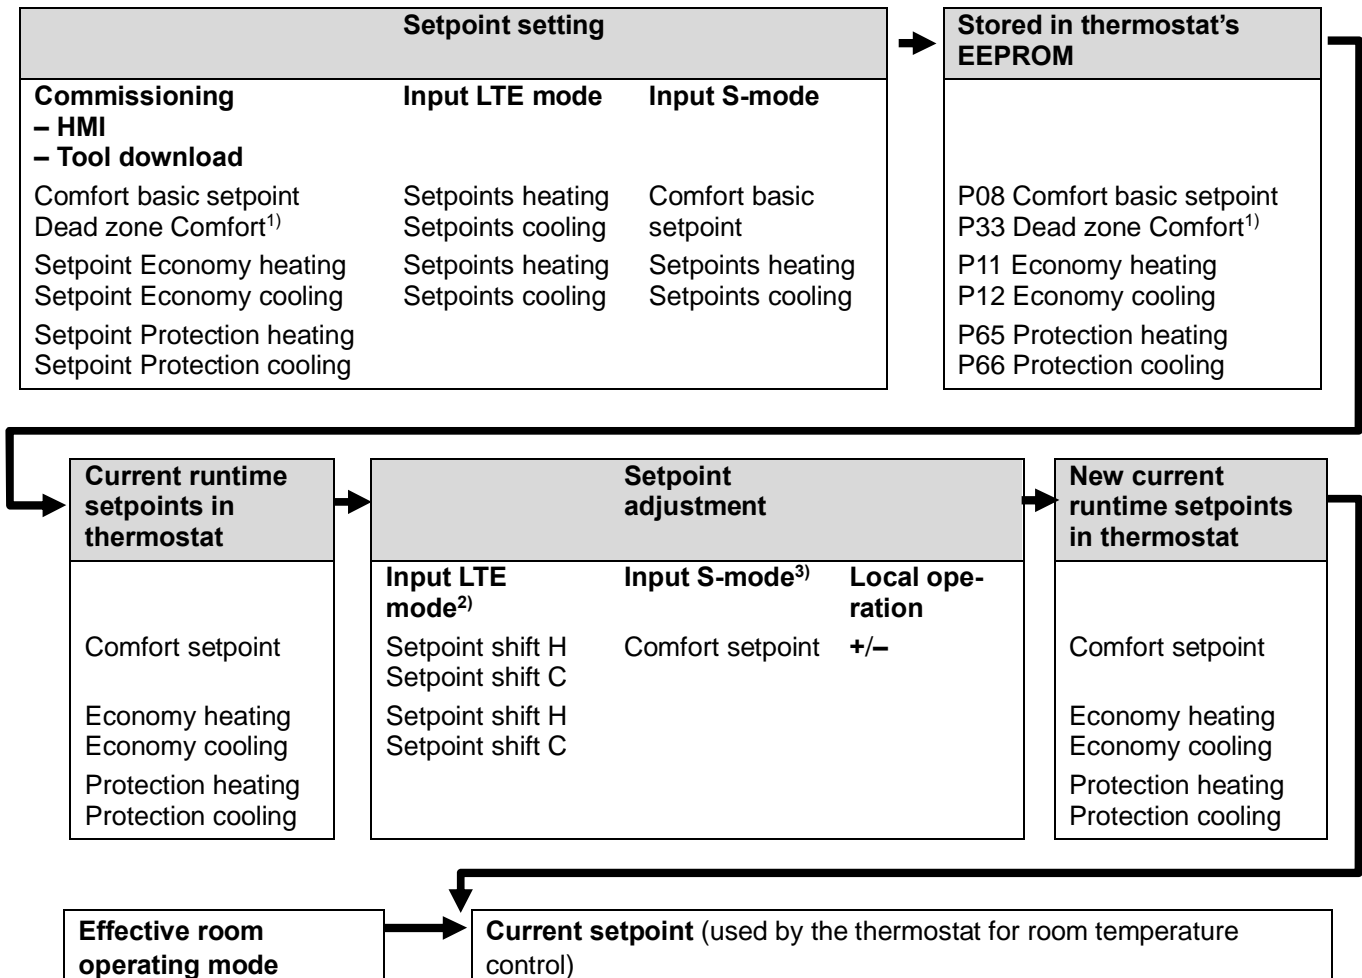 Setpoint setting
Stored in thermostat’s
EEPROM
Commissioning
– HMI
– Tool download
Input LTE mode
Input S-mode
Comfort basic setpoint
Dead zone Comfort1)
Setpoints heating
Setpoints cooling
Comfort basic
setpoint
P08 Comfort basic setpoint
P33 Dead zone Comfort1)
Setpoint Economy heating
Setpoint Economy cooling
Setpoints heating
Setpoints cooling
Setpoints heating
Setpoints cooling
P11 Economy heating
P12 Economy cooling
Setpoint Protection heating
Setpoint Protection cooling
P65 Protection heating
P66 Protection cooling
Current runtime
setpoints in
thermostat
Setpoint
adjustment
New current
runtime setpoints
in thermostat
Input LTE
mode2)
Input S-mode3)
Local ope-
ration
Comfort setpoint
Setpoint shift H
Setpoint shift C
Comfort setpoint
+/–
Comfort setpoint
Economy heating
Economy cooling
Setpoint shift H
Setpoint shift C
Economy heating
Economy cooling
Protection heating
Protection cooling
Protection heating
Protection cooling
Effective room
operating mode
Current setpoint (used by the thermostat for room temperature
control)